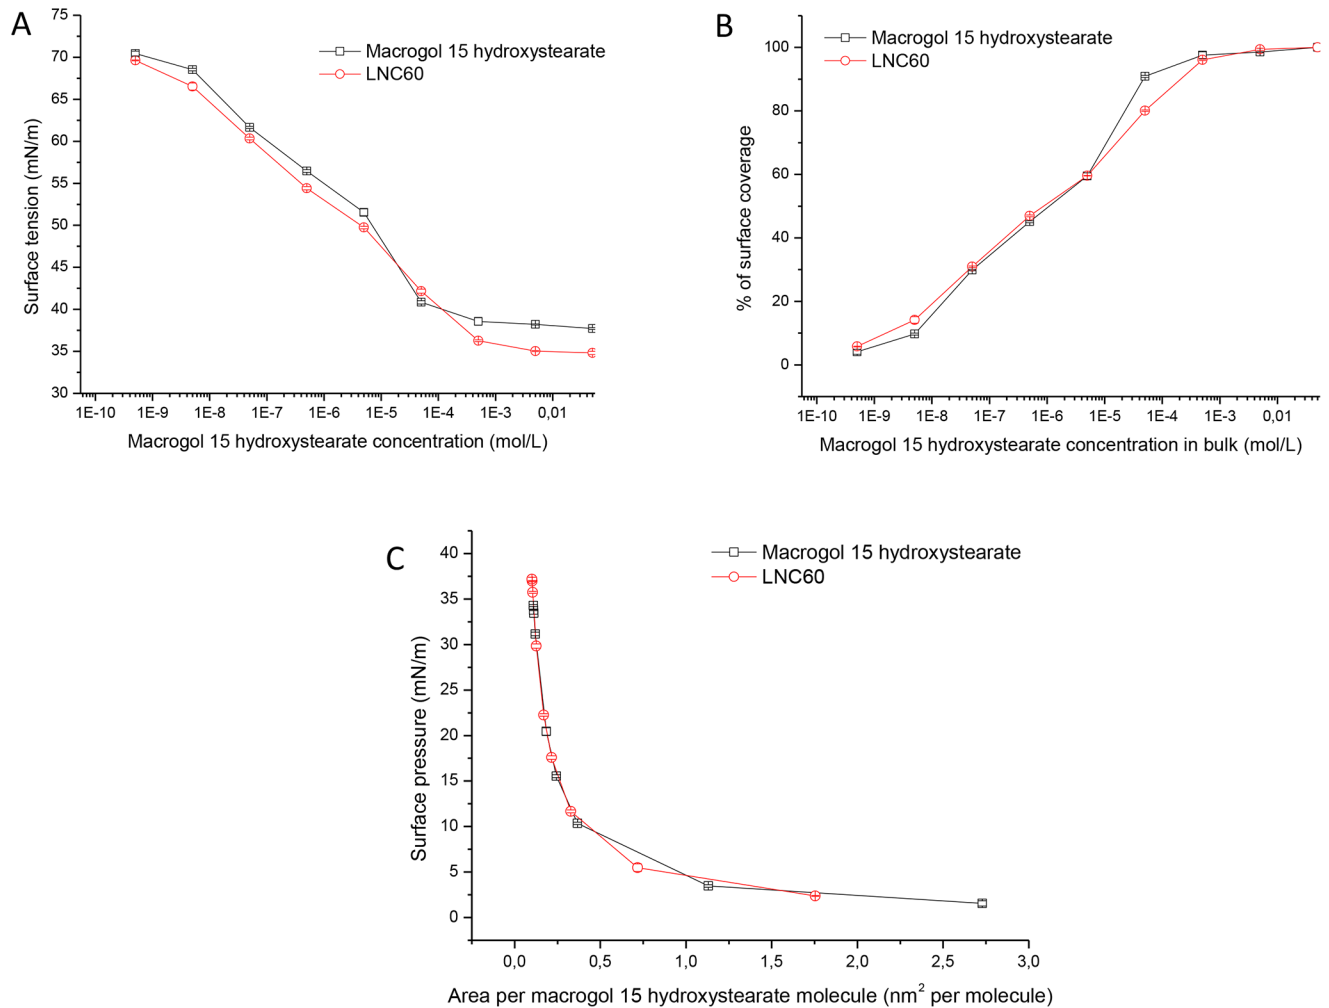 A
Surface tension (mN/m)
75
70
65
60
55
50
45
40
35
30
1E-10 1E-9 1E-8 1E-7 1E-6 1E-5 1E-4 1E-3 0,01
Macrogol 15 hydroxystearate concentration (mol/L)
Macrogol 15 hydroxystearate
LNC60
B
% of surface coverage
100
80
60
40
20
0
1E-10 1E-9 1E-8 1E-7 1E-6 1E-5 1E-4 1E-3 0,01
Macrogol 15 hydroxystearate concentration in bulk (mol/L)
Macrogol 15 hydroxystearate
LNC60
C
Surface pressure (mN/m)
40
35
30
25
20
15
10
5
0
0,0 0,5 1,0 1,5 2,0 2,5 3,0
Area per macrogol 15 hydroxystearate molecule (nm² per molecule)
Macrogol 15 hydroxystearate
LNC60